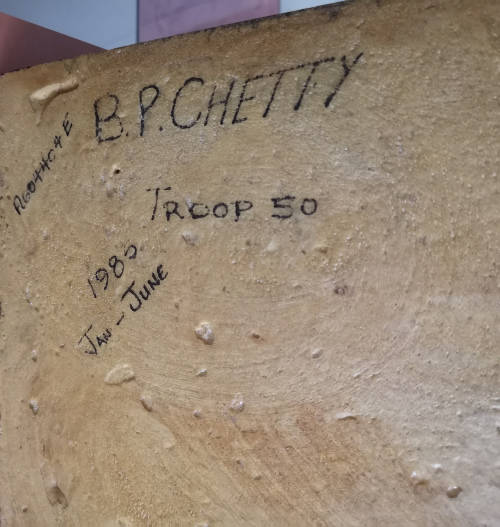 B.P. CHETTY
TROOP 50
1980
JAN - JUNE